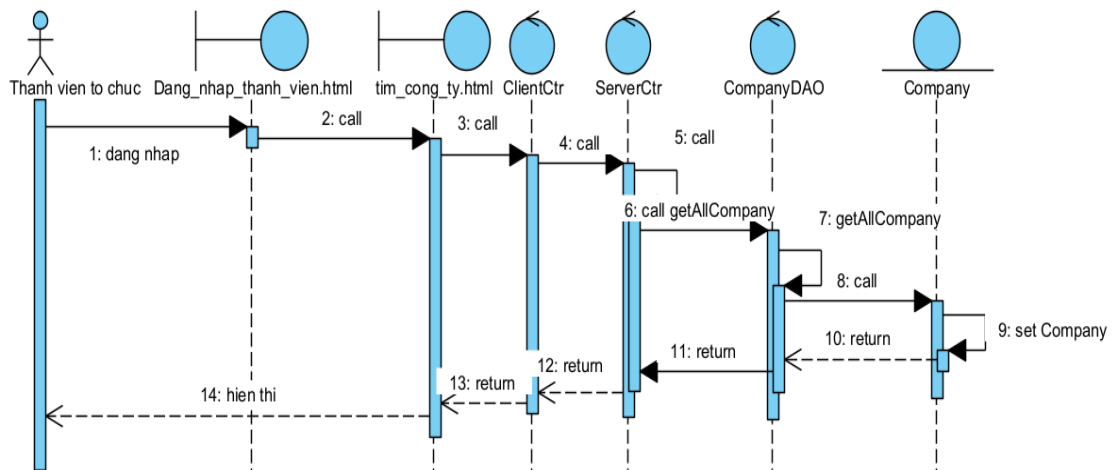 Thanh vien to chuc
Dang_nhap_thanh_vien.html
tim_cong_ty.html
ClientCtr
ServerCtr
CompanyDAO
Company
1: dang nhap
2: call
3: call
4: call
5: call
6: call getAllCompany
7: getAllCompany
8: call
9: set Company
10: return
11: return
12: return
13: return
14: hien thi